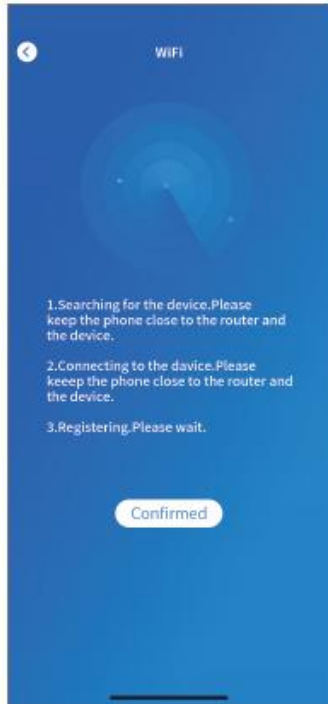 WiFi
1.Searching for the device.Please
keep the phone close to the router and
the device.
2.Connecting to the davice.Please
keeep the phone close to the router and
the device.
3.Registering.Please wait.
Confirmed